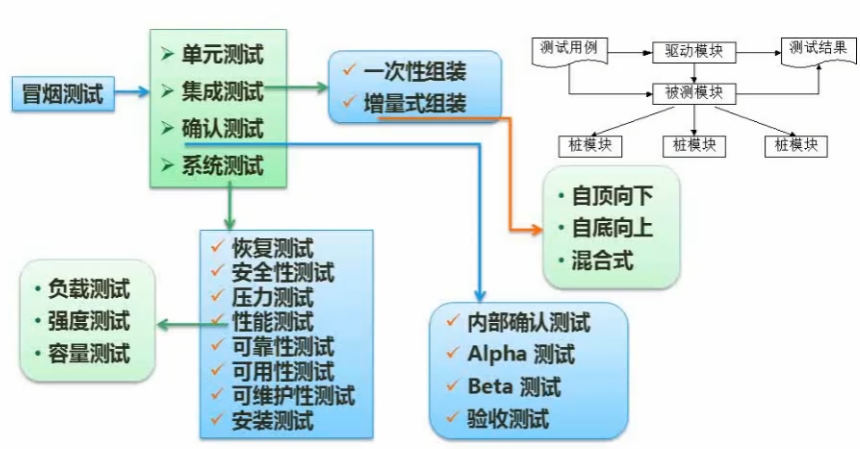 冒烟测试
单元测试
集成测试
确认测试
系统测试
一次性组装
增量式组装
测试用例
驱动模块
测试结果
被测模块
桩模块
桩模块
桩模块
自顶向下
自底向上
混合式
恢复测试
安全性测试
压力测试
性能测试
可靠性测试
可用性测试
可维护性测试
安装测试
负载测试
强度测试
容量测试
内部确认测试
Alpha 测试
Beta 测试
验收测试